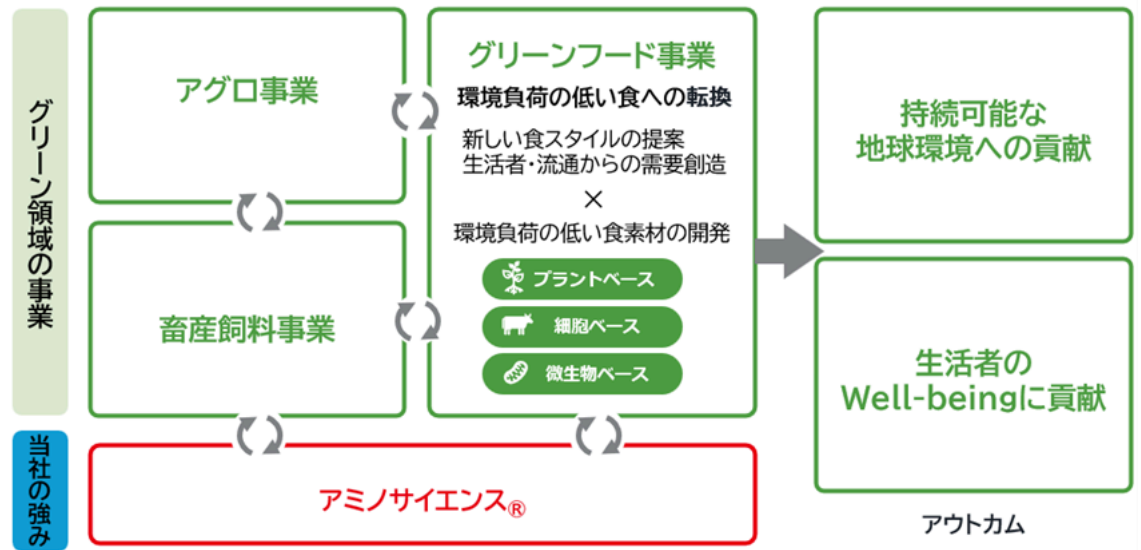 グリーン領域の事業
アグロ事業
畜産飼料事業
グリーンフード事業
環境負荷の低い食への転換
新しい食スタイルの提案
生活者・流通からの需要創造
×
環境負荷の低い食素材の開発
プラントベース
細胞ベース
微生物ベース
持続可能な
地球環境への貢献
生活者の
Well-beingに貢献
アウトカム
当社の強み
アミノサイエンス®